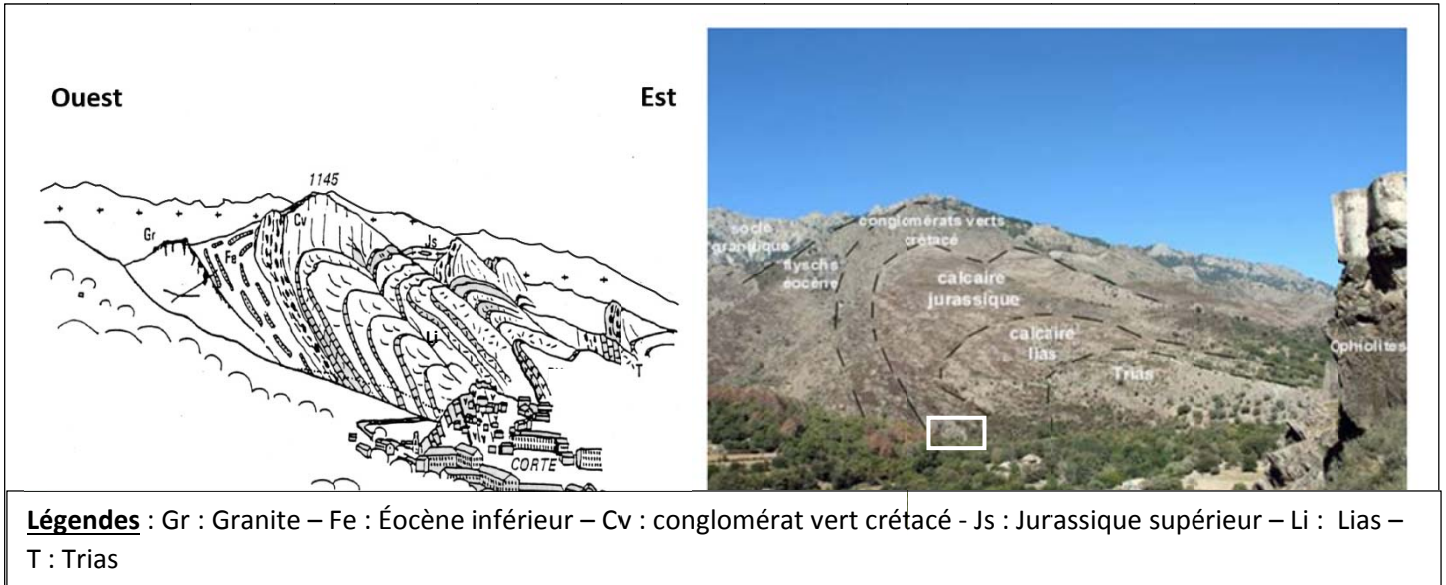 Ouest
Est
1145
Cv
Gr
Fe
Js
Li
T
CORTE
socle
granitique
conglomérats verts
crétacé
flyschs
éocène
calcaire
jurassique
calcaire
lias
Trias
Ophiolites
Légendes : Gr : Granite – Fe : Éocène inférieur – Cv : conglomérat vert crétacé - Js : Jurassique supérieur – Li : Lias –
T : Trias